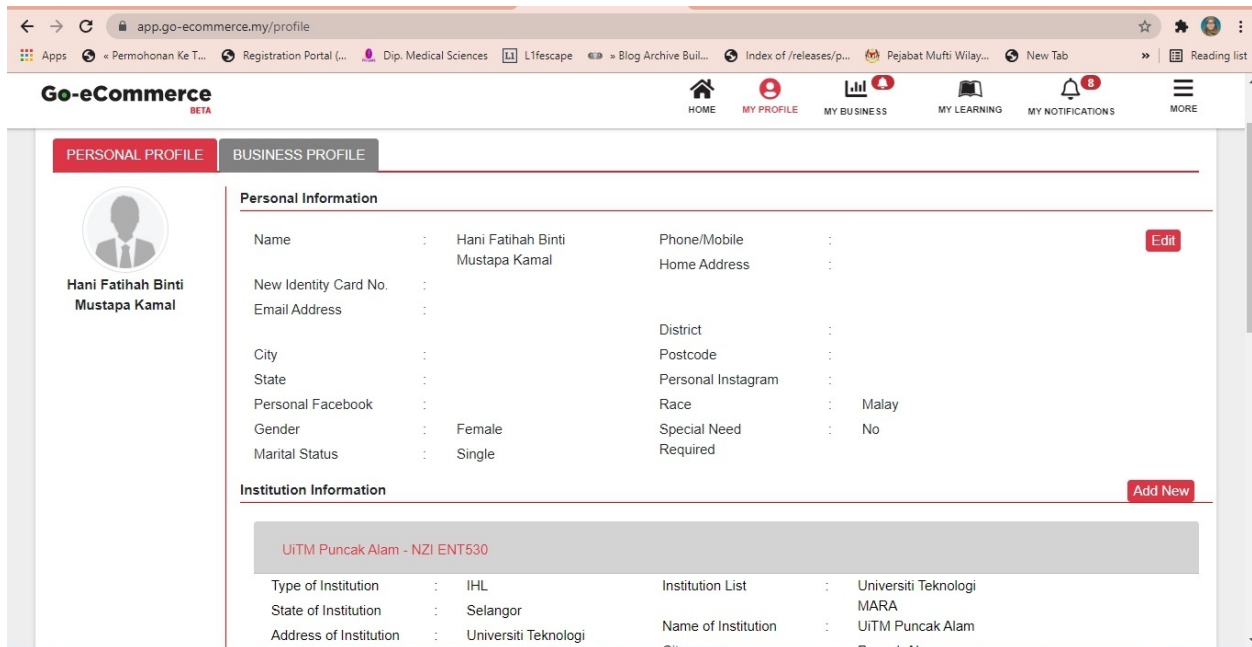 app.go-ecommerce.my/profile
Apps « Permohonan Ke T... Registration Portal (... Dip. Medical Sciences L1 L1fescape » Blog Archive Buil... Index of /releases/p... Pejabat Mufti Wilay... New Tab » Reading list
Go-eCommerce
BETA
HOME MY PROFILE MY BUSINESS MY LEARNING 8 MY NOTIFICATIONS MORE
PERSONAL PROFILE BUSINESS PROFILE
Hani Fatihah Binti
Mustapa Kamal
Personal Information
Name : Hani Fatihah Binti Phone/Mobile : Edit
Mustapa Kamal Home Address :
New Identity Card No. :
Email Address :
District :
City : Postcode :
State : Personal Instagram :
Personal Facebook : Race : Malay
Gender : Female Special Need : No
Marital Status : Single Required
Institution Information Add New
UiTM Puncak Alam - NZI ENT530
Type of Institution : IHL Institution List : Universiti Teknologi
State of Institution : Selangor MARA
Address of Institution : Universiti Teknologi Name of Institution : UiTM Puncak Alam